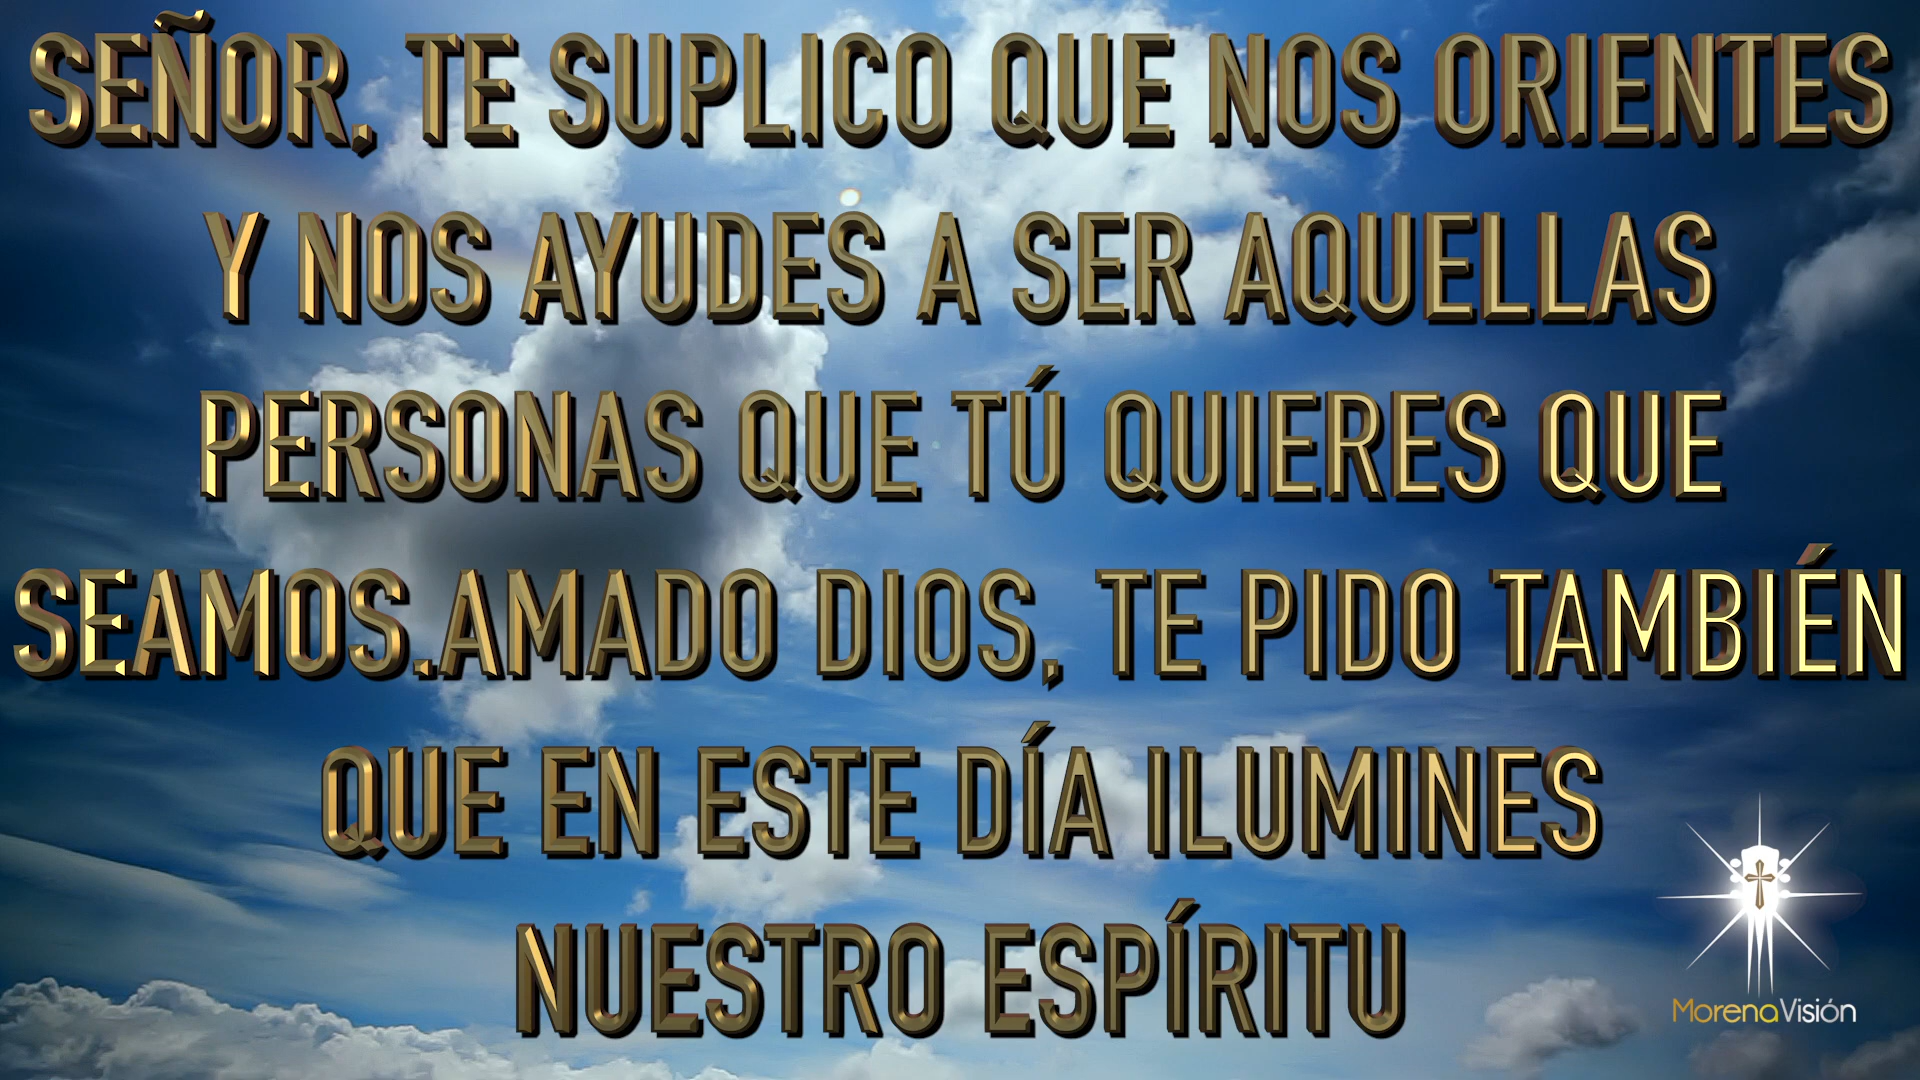 SEÑOR, TE SUPLICO QUE NOS ORIENTES
Y NOS AYUDES A SER AQUELLAS
PERSONAS QUE TÚ QUIERES QUE
SEAMOS.AMADO DIOS, TE PIDO TAMBIÉN
QUE EN ESTE DÍA ILUMINES
NUESTRO ESPÍRITU
MorenaVisión